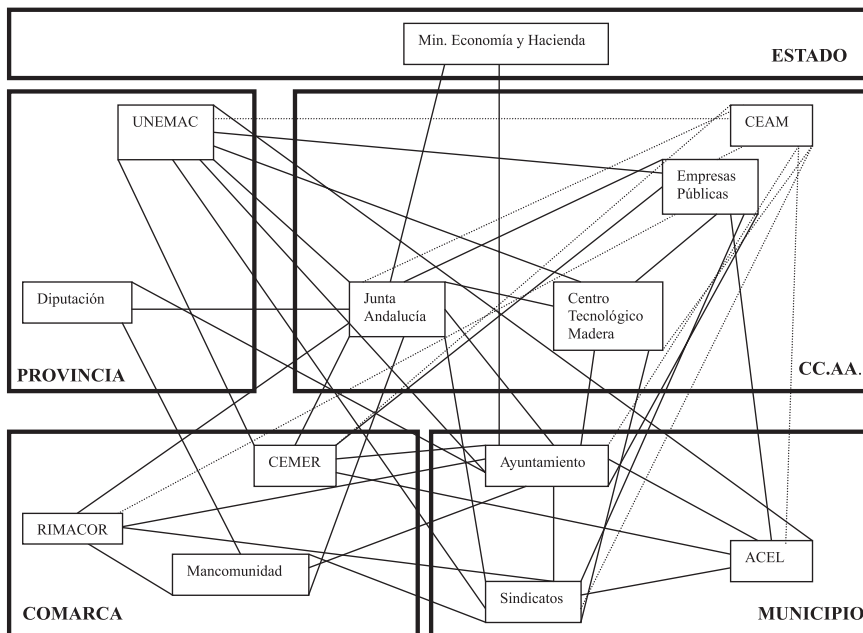 Min. Economía y Hacienda
ESTADO
UNEMAC
CEAM
Empresas
Públicas
Diputación
Junta
Andalucía
Centro
Tecnológico
Madera
PROVINCIA
CC.AA.
CEMER
Ayuntamiento
RIMACOR
Mancomunidad
ACEL
Sindicatos
COMARCA
MUNICIPIO